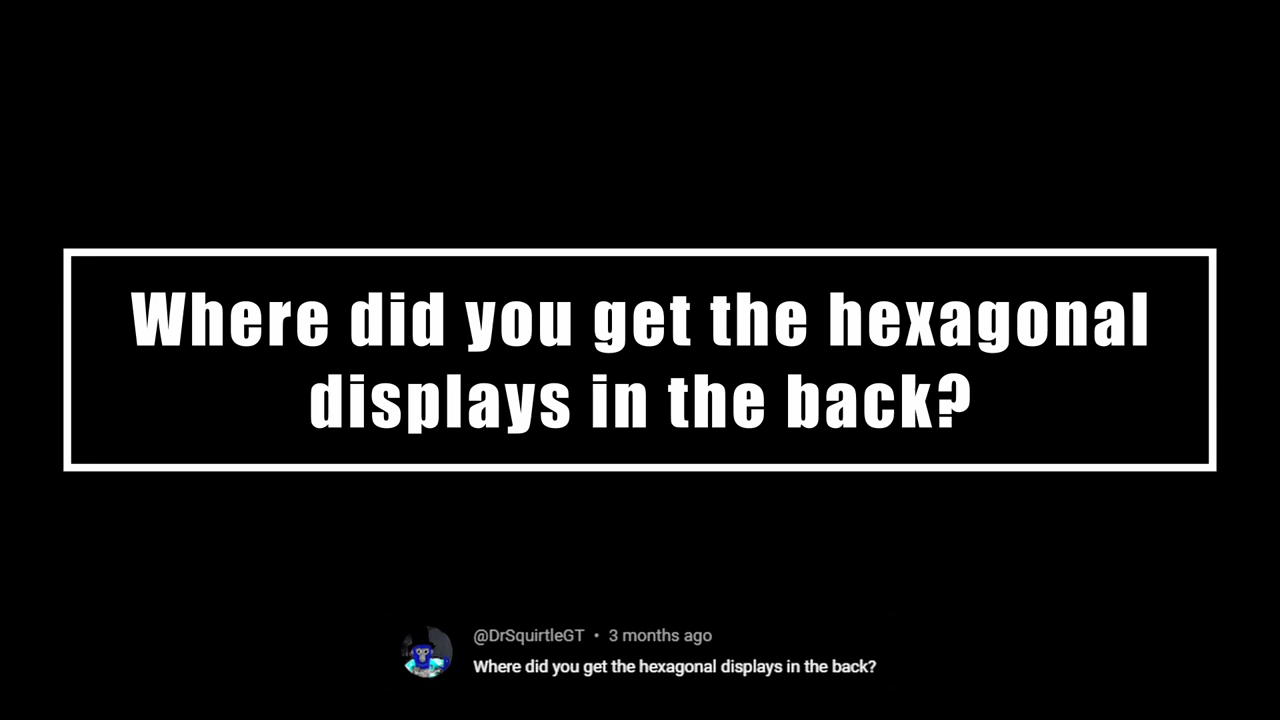 Where did you get the hexagonal
displays in the back?
@DrSquirtleGT • 3 months ago
Where did you get the hexagonal displays in the back?